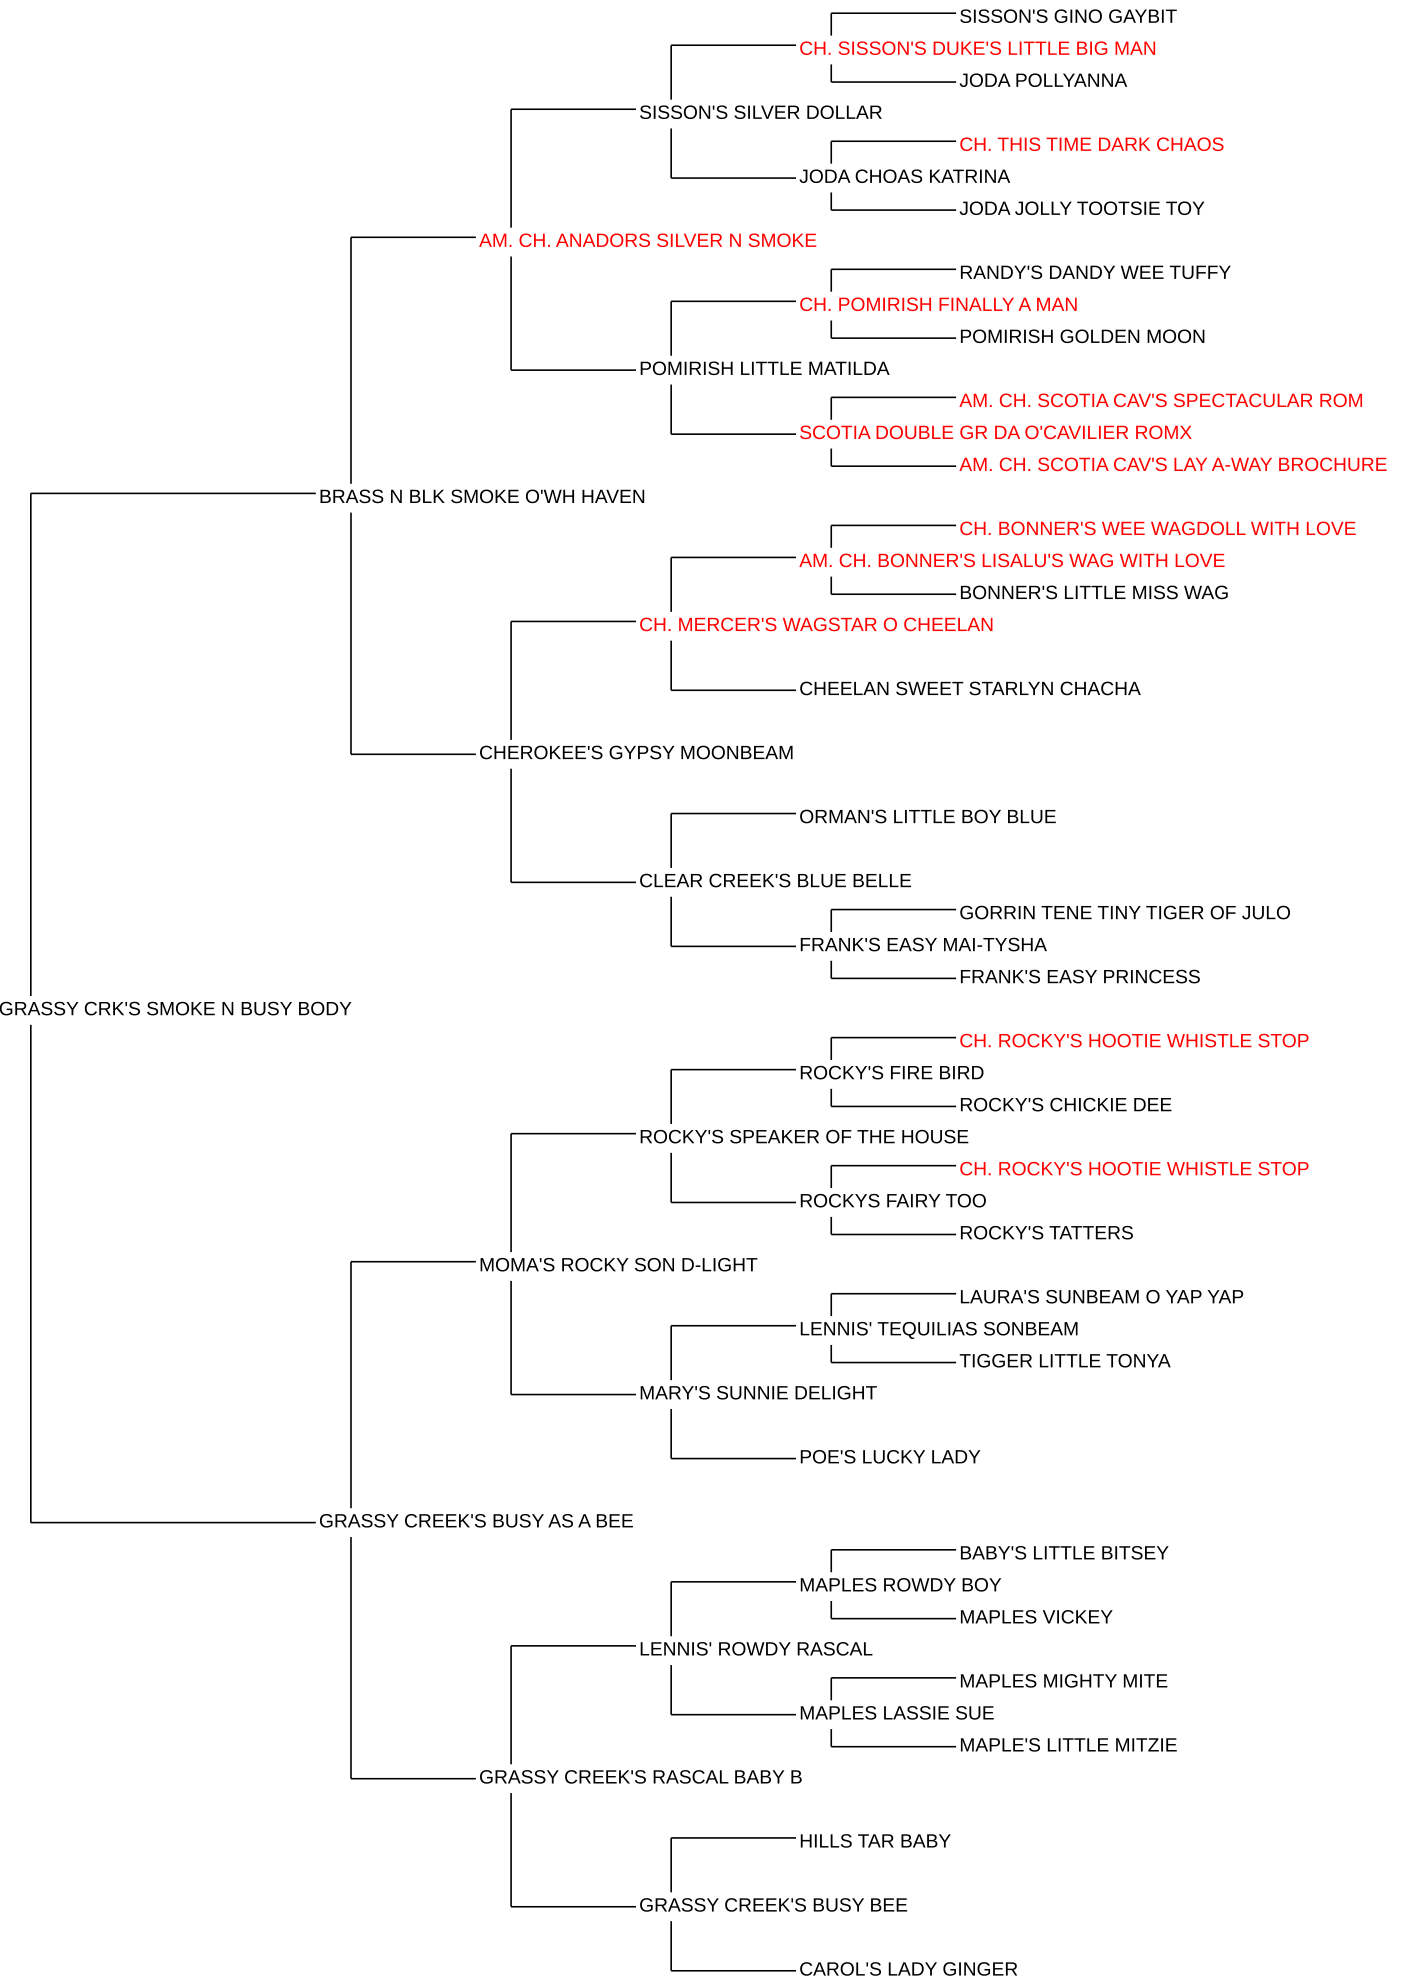 SISSON'S GINO GAYBIT
CH. SISSON'S DUKE'S LITTLE BIG MAN
JODA POLLYANNA
SISSON'S SILVER DOLLAR
CH. THIS TIME DARK CHAOS
JODA CHOAS KATRINA
JODA JOLLY TOOTSIE TOY
AM. CH. ANADORS SILVER N SMOKE
RANDY'S DANDY WEE TUFFY
CH. POMIRISH FINALLY A MAN
POMIRISH GOLDEN MOON
POMIRISH LITTLE MATILDA
AM. CH. SCOTIA CAV'S SPECTACULAR ROM
SCOTIA DOUBLE GR DA O'CAVILIER ROMX
AM. CH. SCOTIA CAV'S LAY A-WAY BROCHURE
BRASS N BLK SMOKE O'WH HAVEN
CH. BONNER'S WEE WAGDOLL WITH LOVE
AM. CH. BONNER'S LISALU'S WAG WITH LOVE
BONNER'S LITTLE MISS WAG
CH. MERCER'S WAGSTAR O CHEELAN
CHEELAN SWEET STARLYN CHACHA
CHEROKEE'S GYPSY MOONBEAM
ORMAN'S LITTLE BOY BLUE
CLEAR CREEK'S BLUE BELLE
GORRIN TENE TINY TIGER OF JULO
FRANK'S EASY MAI-TYSHA
FRANK'S EASY PRINCESS
GRASSY CRK'S SMOKE N BUSY BODY
CH. ROCKY'S HOOTIE WHISTLE STOP
ROCKY'S FIRE BIRD
ROCKY'S CHICKIE DEE
ROCKY'S SPEAKER OF THE HOUSE
CH. ROCKY'S HOOTIE WHISTLE STOP
ROCKYS FAIRY TOO
ROCKY'S TATTERS
MOMA'S ROCKY SON D-LIGHT
LAURA'S SUNBEAM O YAP YAP
LENNIS' TEQUILIAS SONBEAM
TIGGER LITTLE TONYA
MARY'S SUNNIE DELIGHT
POE'S LUCKY LADY
GRASSY CREEK'S BUSY AS A BEE
BABY'S LITTLE BITSEY
MAPLES ROWDY BOY
MAPLES VICKEY
LENNIS' ROWDY RASCAL
MAPLES MIGHTY MITE
MAPLES LASSIE SUE
MAPLE'S LITTLE MITZIE
GRASSY CREEK'S RASCAL BABY B
HILLS TAR BABY
GRASSY CREEK'S BUSY BEE
CAROL'S LADY GINGER